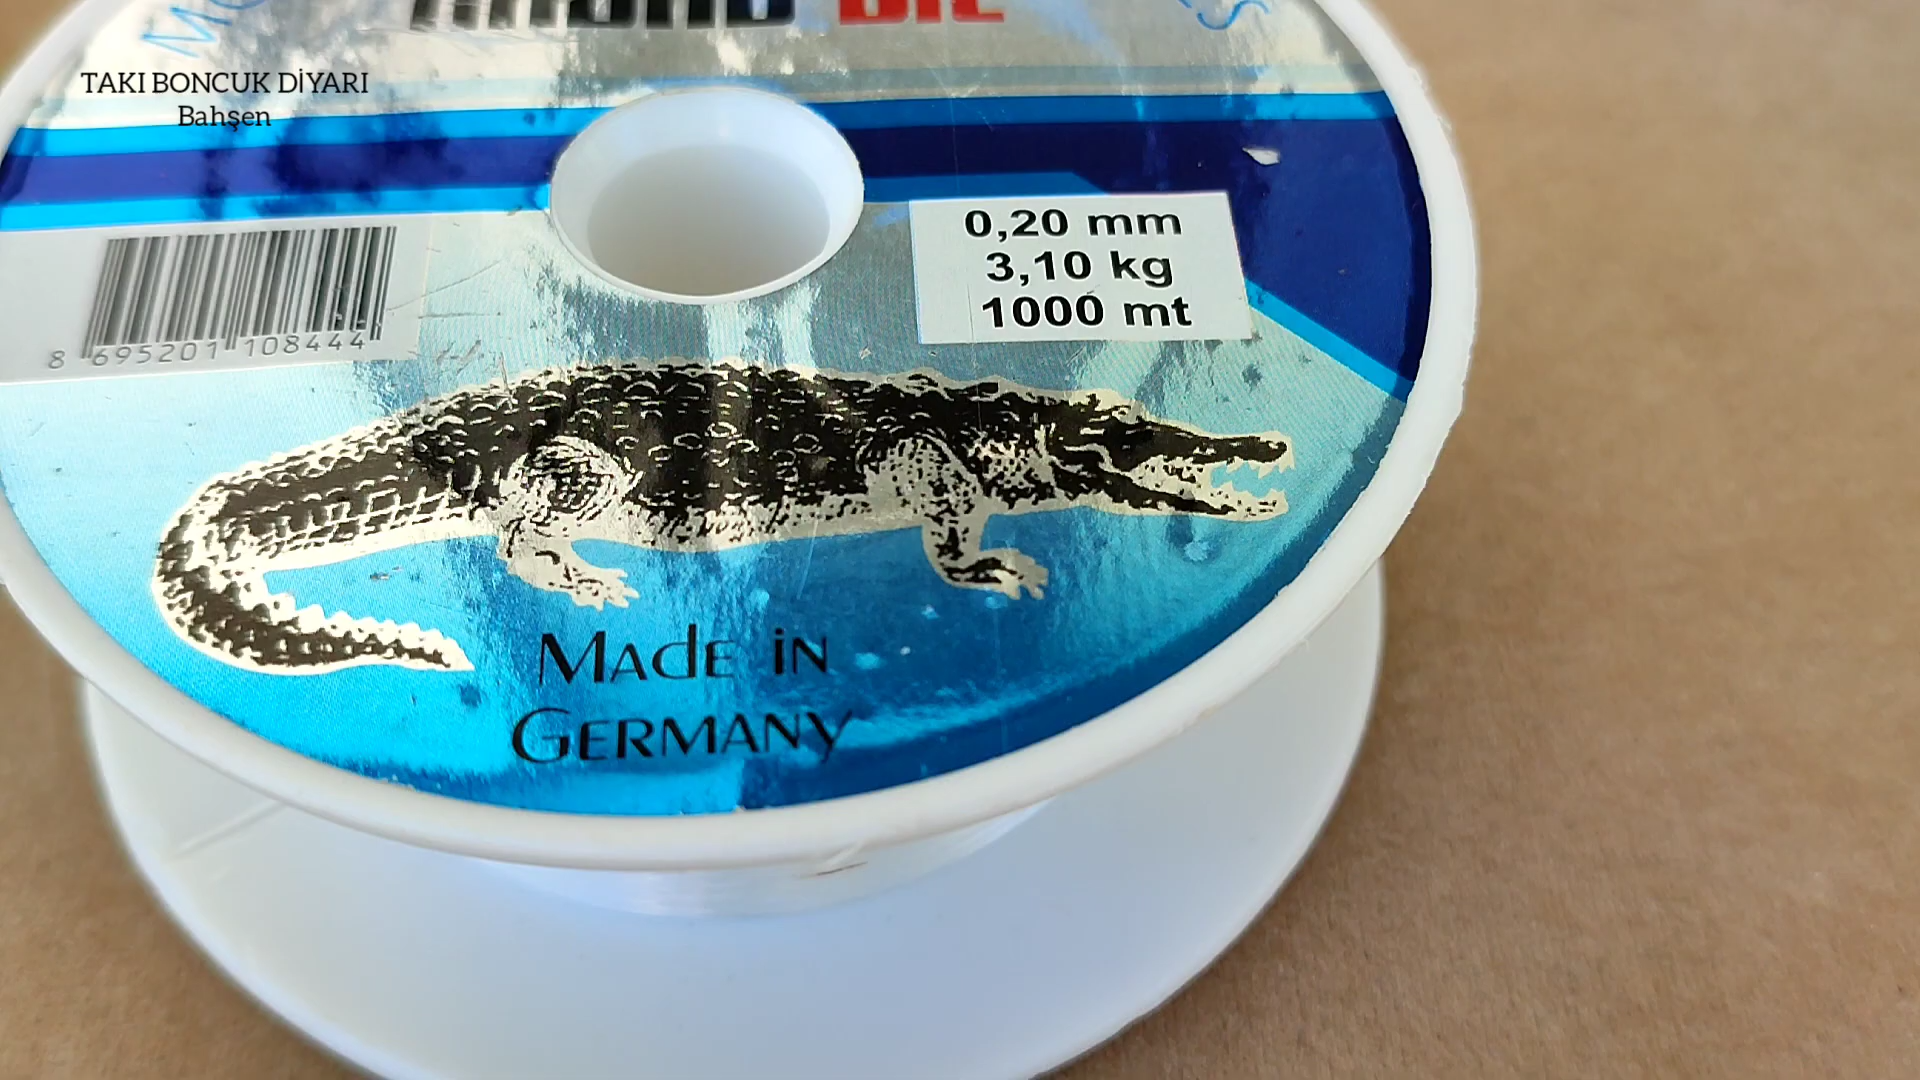 TAKI BONCUK DİYARI
Bahşen
0,20 mm
3,10 kg
1000 mt
8 695201 108444
MADE IN
GERMANY